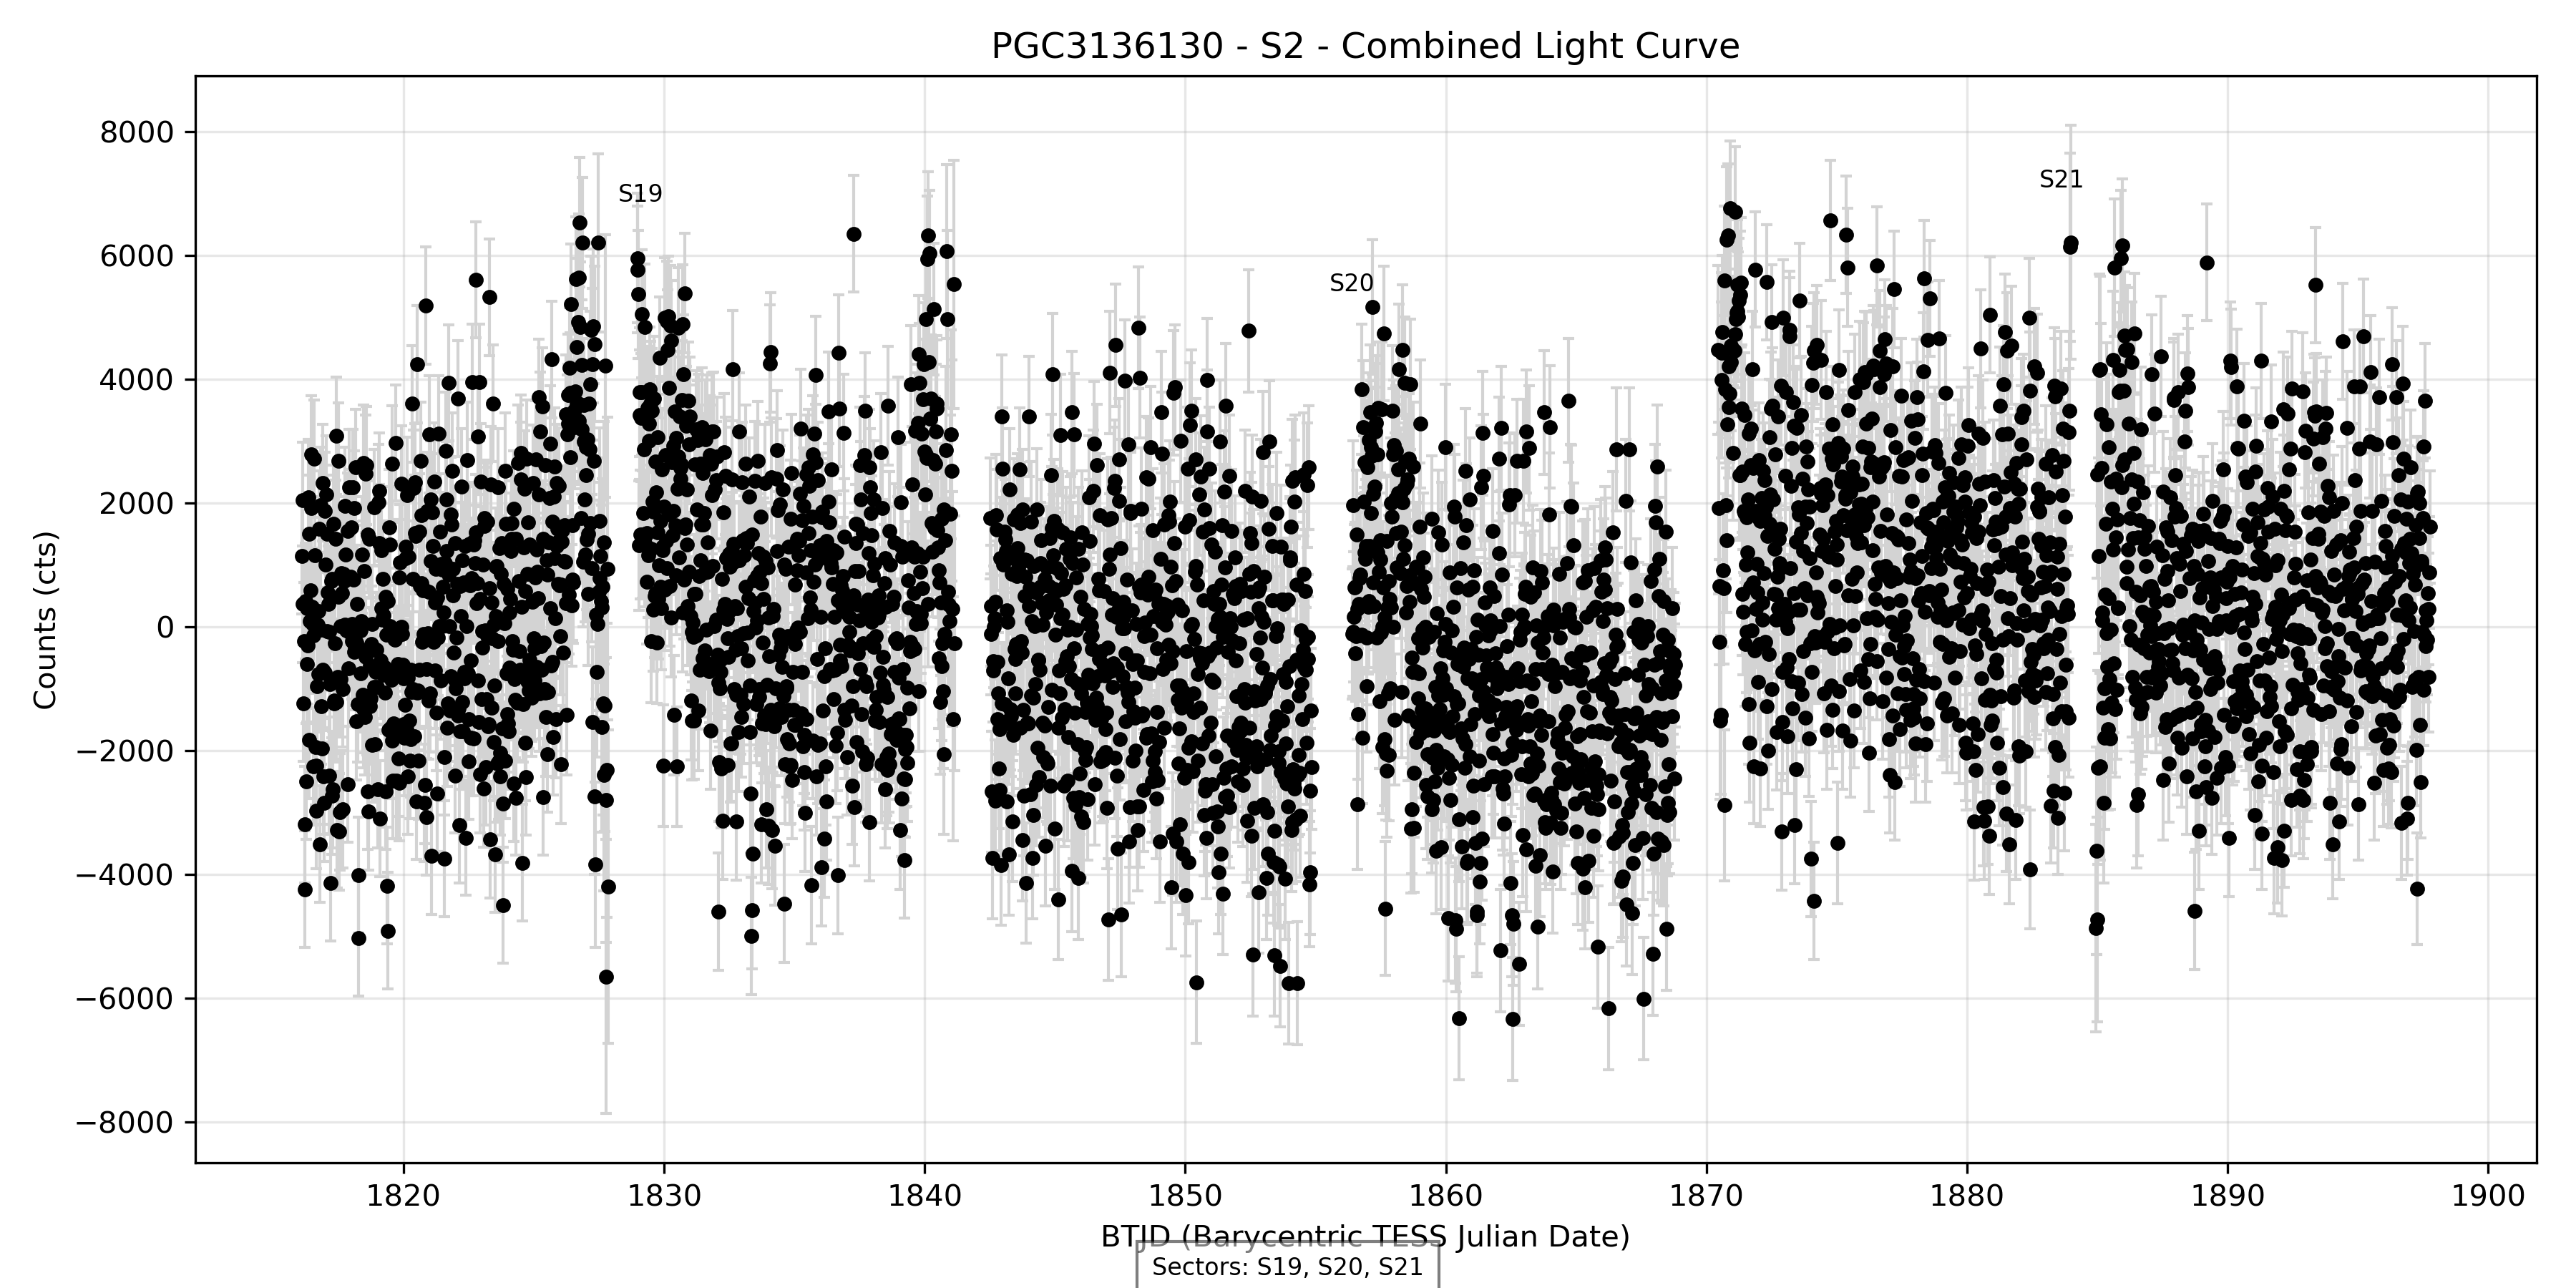 PGC3136130 - S2 - Combined Light Curve
8000
6000
4000
2000
0
−2000
−4000
−6000
−8000
Counts (cts)
S19
S20
S21
1820
1830
1840
1850
1860
1870
1880
1890
1900
BTJD (Barycentric TESS Julian Date)
Sectors: S19, S20, S21